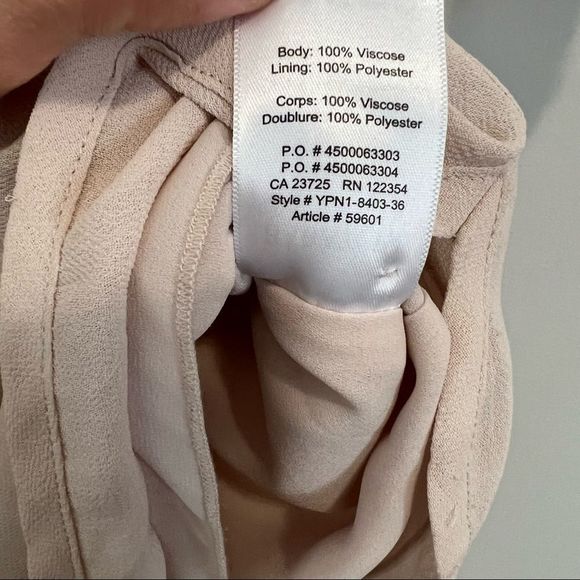 Body: 100% Viscose
Lining: 100% Polyester
Corps: 100% Viscose
Doublure: 100% Polyester
P.O. # 4500063303
P.O. # 4500063304
CA 23725 RN 122354
Style # YPN1-8403-36
Article # 59601